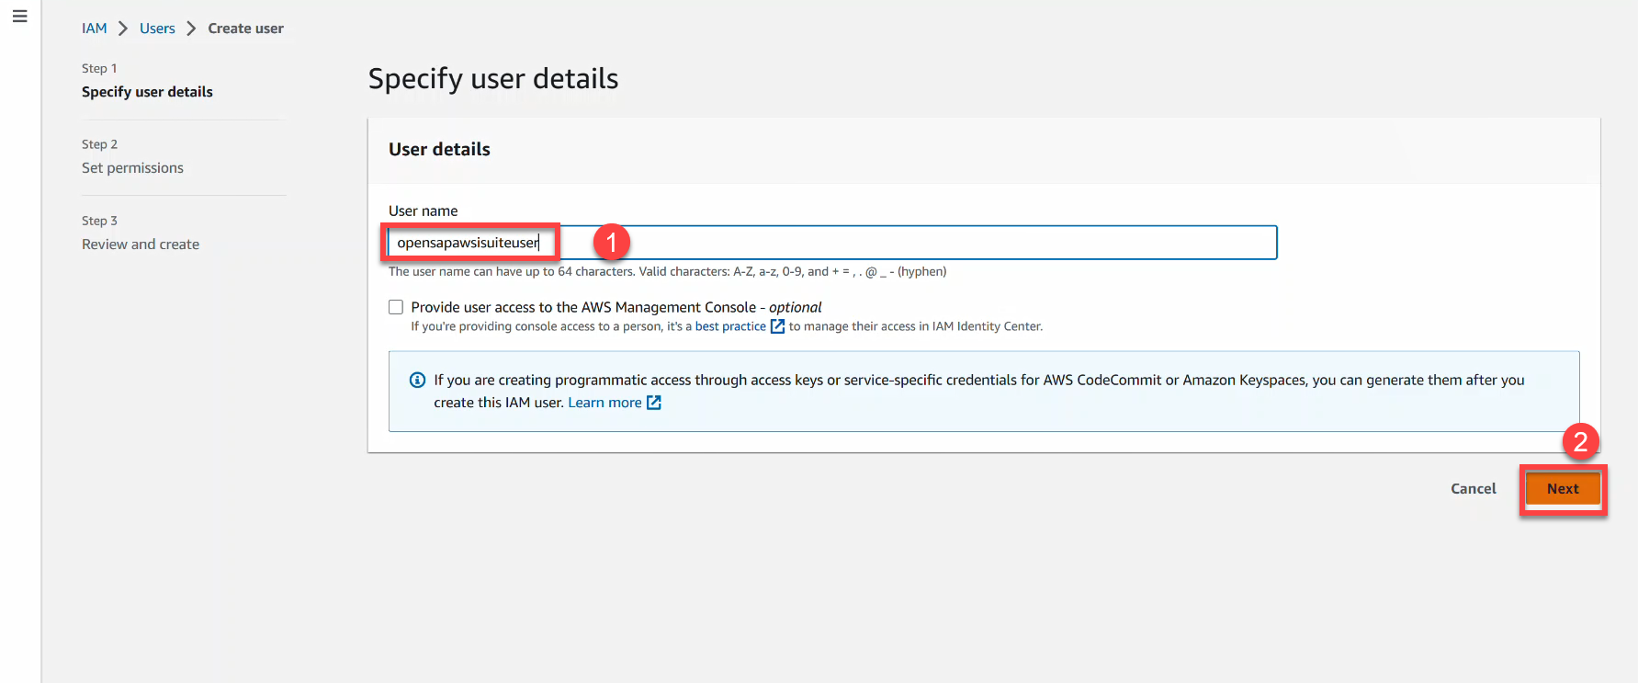 IAM > Users > Create user
Step 1
Specify user details
Step 2
Set permissions
Step 3
Review and create
Specify user details
User details
User name
opensapawsisuiteuser
1
The user name can have up to 64 characters. Valid characters: A-Z, a-z, 0-9, and + = , . @ _ - (hyphen)
Provide user access to the AWS Management Console - optional
If you're providing console access to a person, it's a best practice to manage their access in IAM Identity Center.
If you are creating programmatic access through access keys or service-specific credentials for AWS CodeCommit or Amazon Keyspaces, you can generate them after you
create this IAM user. Learn more
2
Cancel
Next